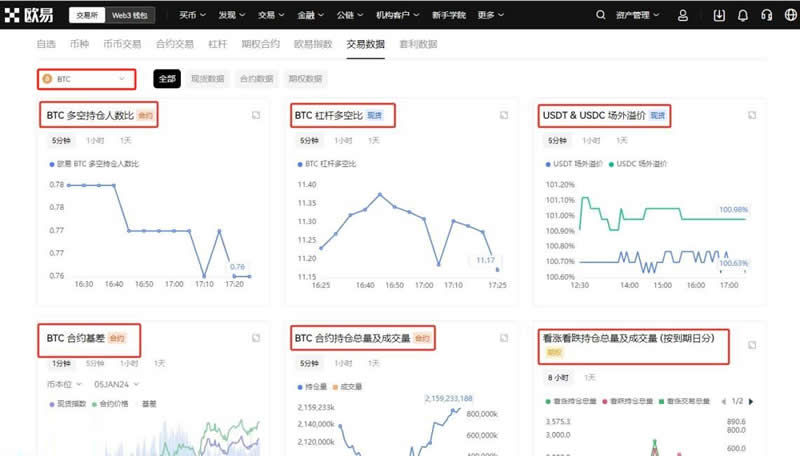 欧易 交易所 Web3 钱包 买币 发现 交易 金融 公链 机构客户 新手学院 更多 资产管理
自选 币种 币币交易 合约交易 杠杆 期权合约 欧易指数 交易数据 套利数据
BTC 全部 现货数据 合约数据 期权数据
BTC 多空持仓人数比 合约
5分钟 1小时 1天
欧易 BTC 多空持仓人数比
0.78
0.78
0.77
0.77
0.76
0.76
16:30 16:40 16:50 17:00 17:10 17:20
BTC 杠杆多空比 现货
5分钟 1小时 1天
BTC 杠杆多空比
11.40
11.35
11.30
11.25
11.20
11.15
11.17
16:25 16:37 16:50 17:00 17:10 17:25
USDT & USDC 场外溢价 现货
5分钟 1小时 1天
USDT 场外溢价 USDC 场外溢价
101.20%
101.00%
100.90%
100.80%
100.70%
100.60%
100.98%
100.63%
12:30 14:00 15:00 16:00 17:00
BTC 合约基差 合约
1分钟 5分钟 1小时 1天
币本位 05JAN24
现货指数 合约价格 基差
BTC 合约持仓总量及成交量 合约
5分钟 1小时 1天
持仓量 成交量
2,159,233,188
2,159,233k
2,140,000k
2,120,000k
800,000k
600,000k
看涨看跌持仓总量及成交量 (按到期日分)
期权
8 小时 1天
看涨持仓总量 看跌持仓总量 看涨交易总量 1/2
3,575.3
3,000.0
890.6
800.0
600.0